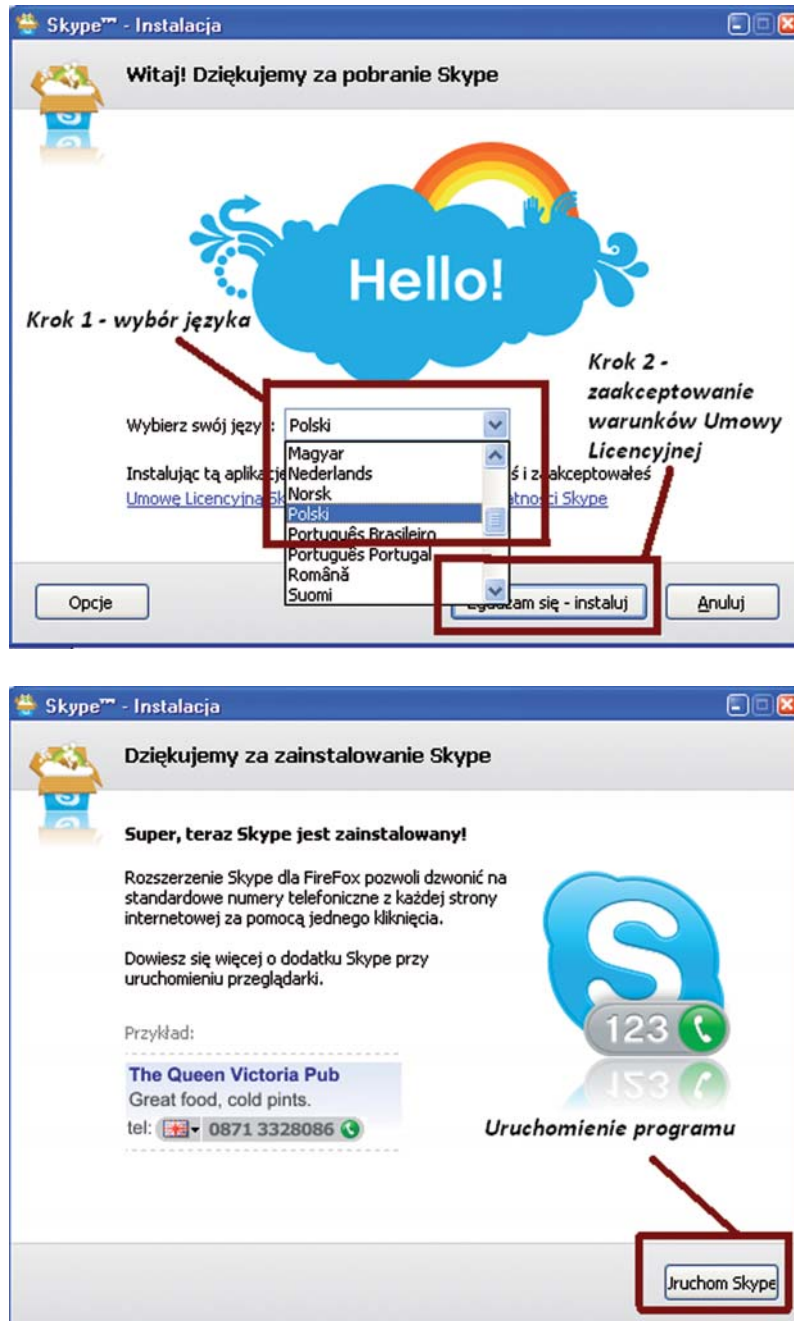 Skype™ - Instalacja
Witaj! Dziękujemy za pobranie Skype
Hello!
Krok 1 - wybór języka
Krok 2 -
zaakceptowanie
warunków Umowy
Licencyjnej
Wybierz swój język: Polski
Magyar
Instalując tą aplikację Nederlands ś i zaakceptowałeś
Norsk
Umowę Licencyjną Sk tności Skype
Polski
Português Brasileiro
Português Portugal
Română
Suomi
Opcje
Zgadzam się - instaluj
Anuluj
Skype™ - Instalacja
Dziękujemy za zainstalowanie Skype
Super, teraz Skype jest zainstalowany!
Rozszerzenie Skype dla FireFox pozwoli dzwonić na
standardowe numery telefoniczne z każdej strony
internetowej za pomocą jednego kliknięcia.
Dowiesz się więcej o dodatku Skype przy
uruchomieniu przeglądarki.
Przykład:
The Queen Victoria Pub
Great food, cold pints.
tel: 0871 3328086
S
123
Uruchomienie programu
Uruchom Skype